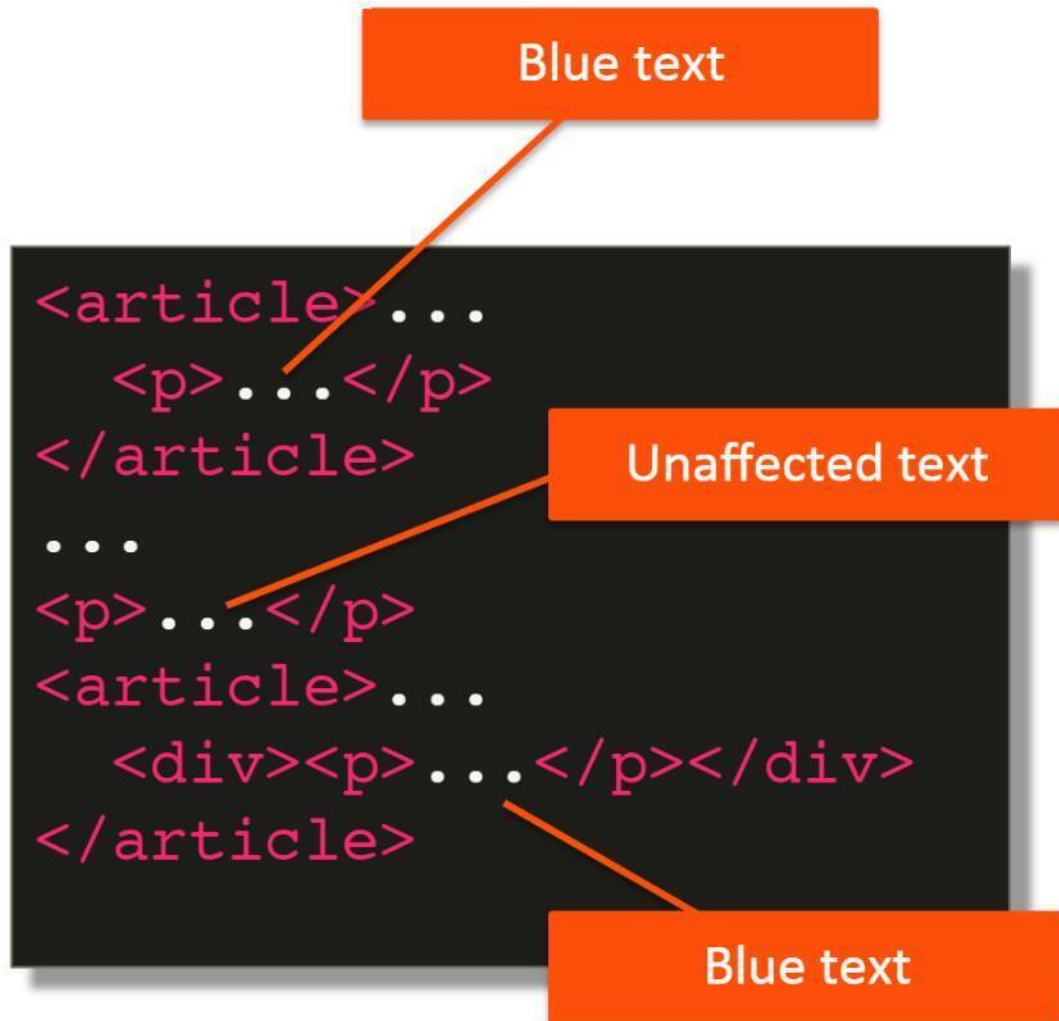 Blue text
<article>...
<p>...</p>
</article>
Unaffected text
...
<p>...</p>
<article>...
<div><p>...</p></div>
</article>
Blue text